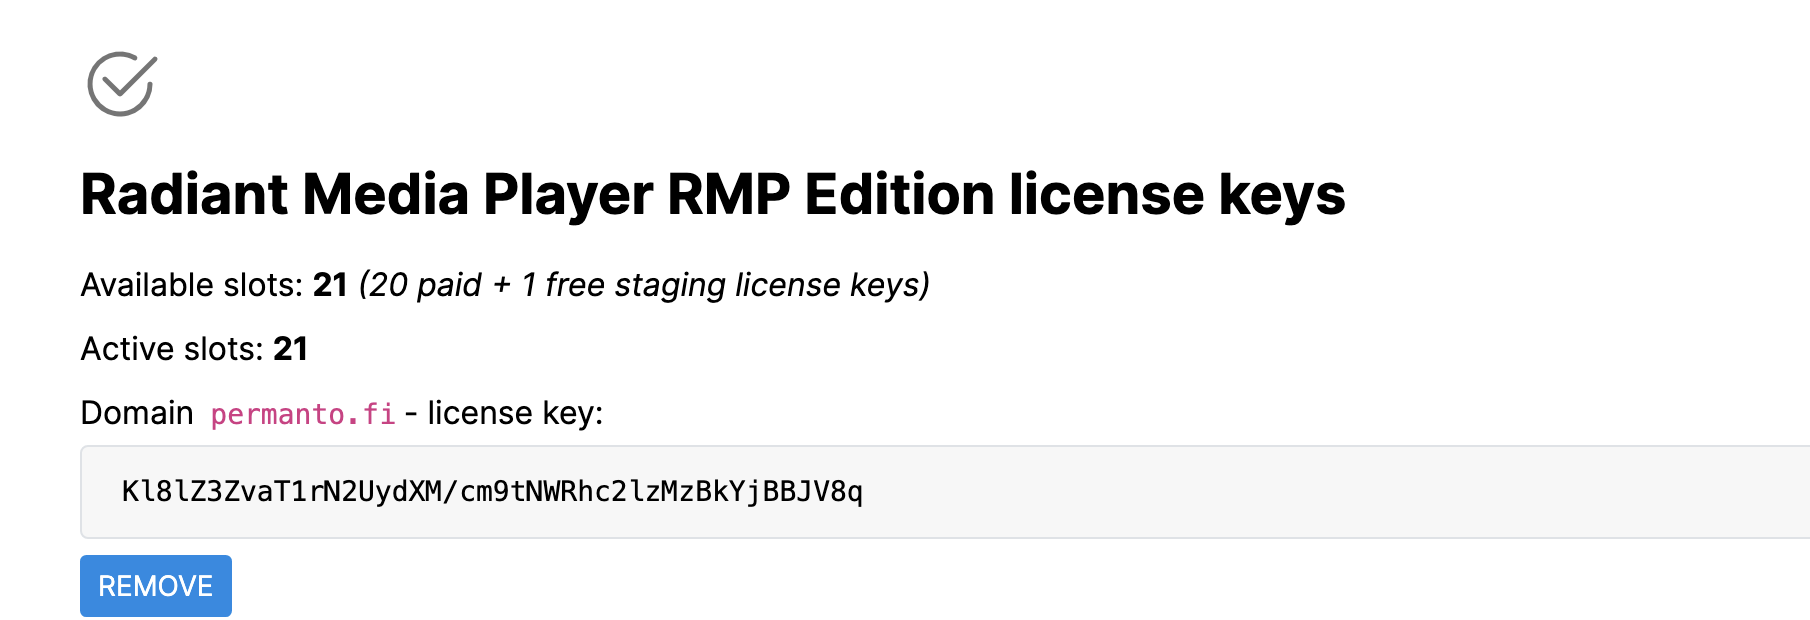 Radiant Media Player RMP Edition license keys
Available slots: 21 (20 paid + 1 free staging license keys)
Active slots: 21
Domain permanto.fi - license key:
Kl8lZ3ZvaT1rN2UydXM/cm9tNWRhc2lzMzBkYjBBJV8q
REMOVE